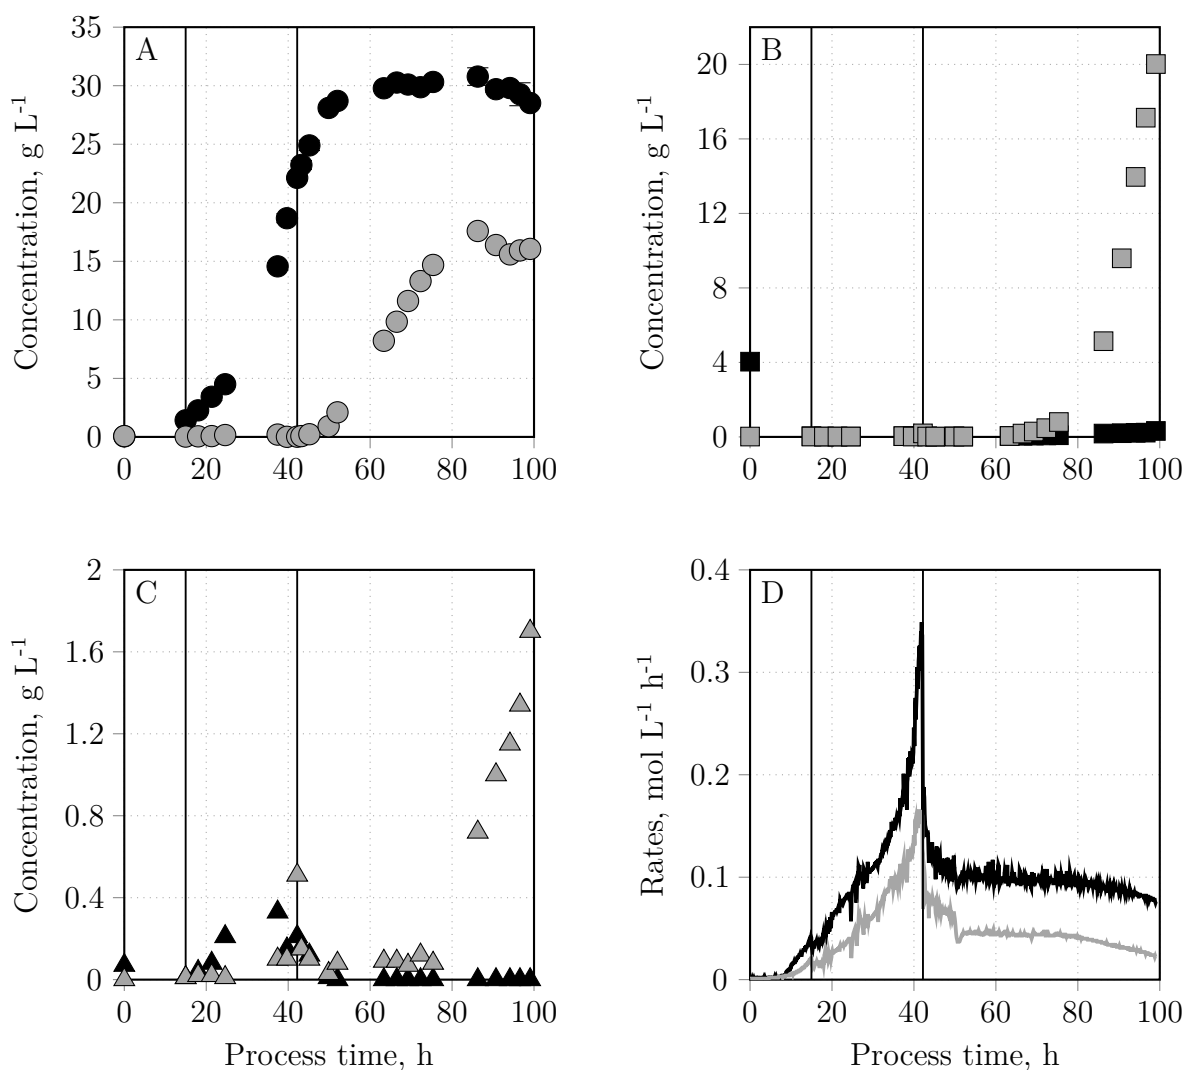 A
35
30
25
20
15
10
5
0
Concentration, g L-1
0 20 40 60 80 100
B
20
16
12
8
4
0
Concentration, g L-1
0 20 40 60 80 100
C
2
1.6
1.2
0.8
0.4
0
Concentration, g L-1
0 20 40 60 80 100
Process time, h
D
0.4
0.3
0.2
0.1
0
Rates, mol L-1 h-1
0 20 40 60 80 100
Process time, h